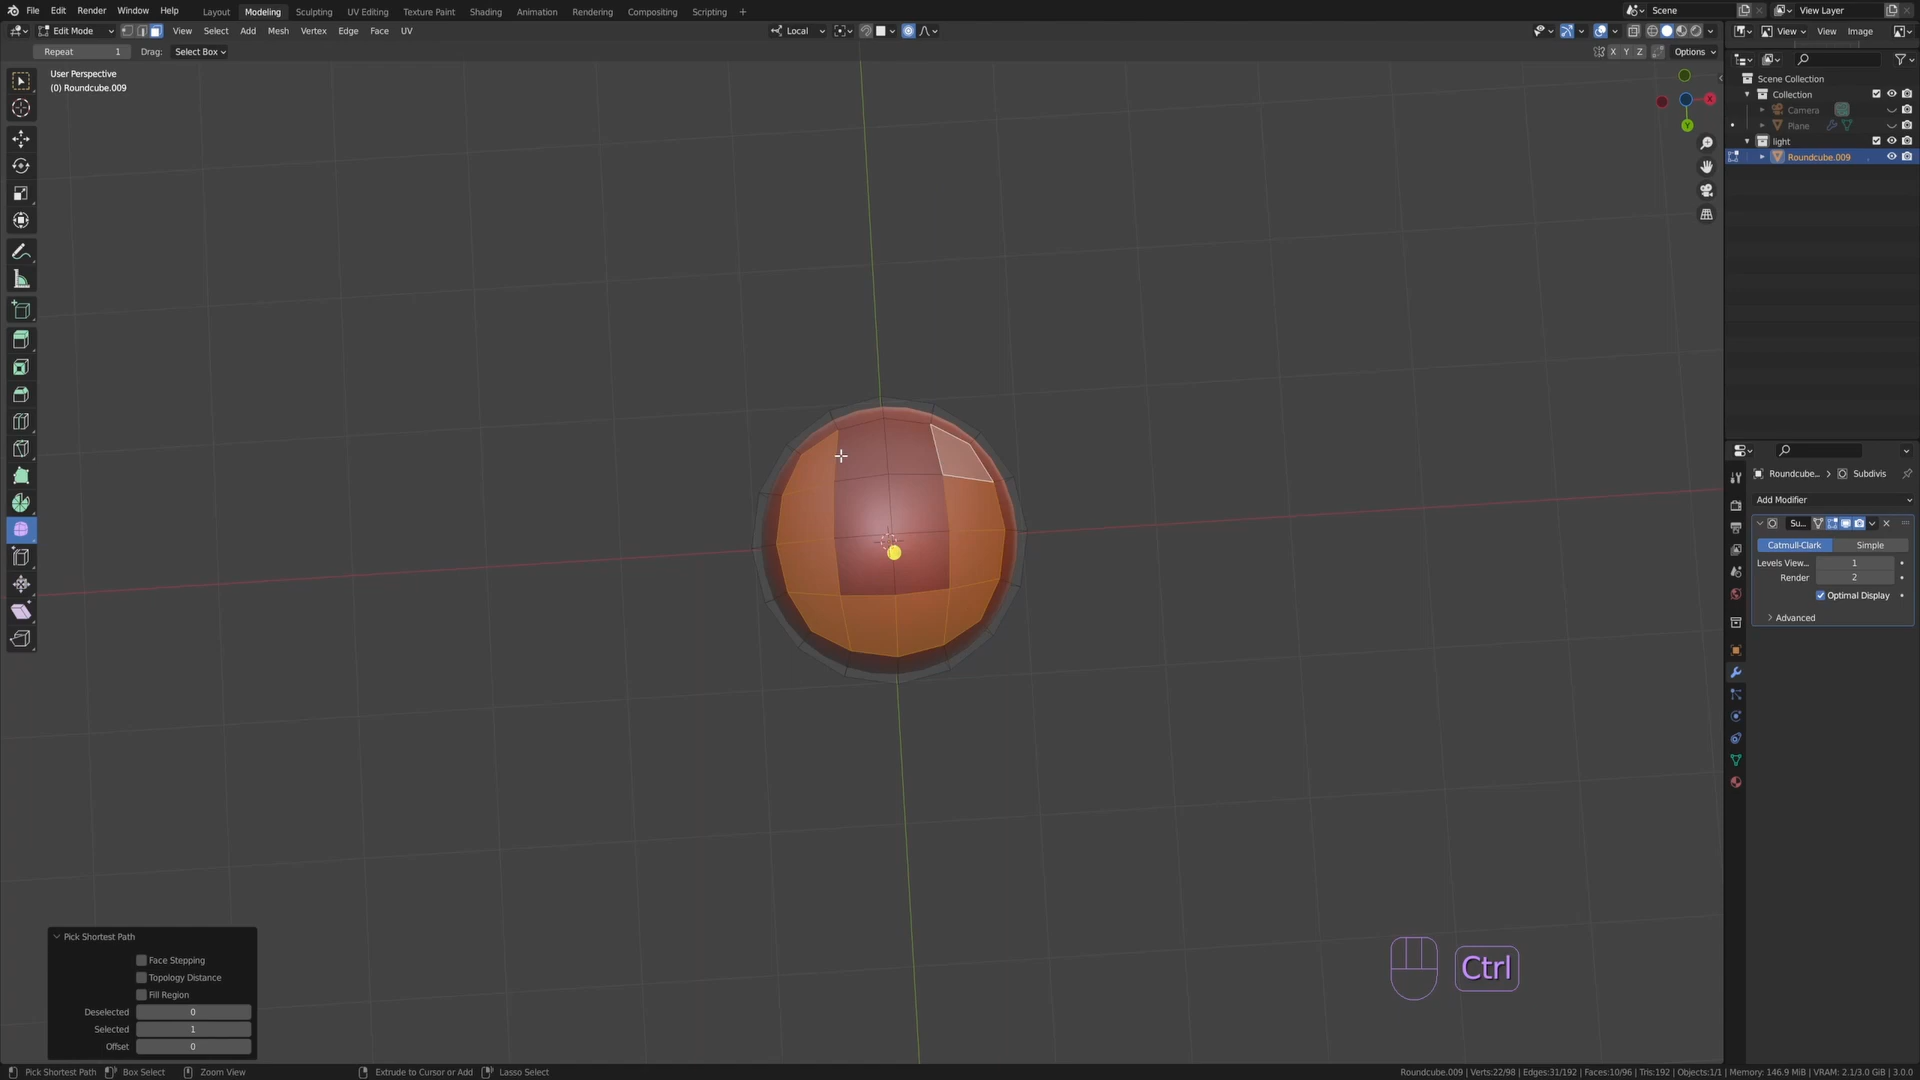 File Edit Render Window Help Layout Modeling Sculpting UV Editing Texture Paint Shading Animation Rendering Compositing Scripting + Scene View Layer
Edit Mode View Select Add Mesh Vertex Edge Face UV Local View View Image
Repeat 1 Drag: Select Box X Y Z Options
User Perspective
(0) Roundcube.009
Scene Collection
Collection
Camera
Plane
light
Roundcube.009
X
Y
Roundcube... > Subdivis
Add Modifier
Su...
Catmull-Clark Simple
Levels View... 1
Render 2
Optimal Display
Advanced
Pick Shortest Path
Face Stepping
Topology Distance
Fill Region
Deselected 0
Selected 1
Offset 0
Ctrl
Pick Shortest Path Box Select Zoom View Extrude to Cursor or Add Lasso Select Roundcube.009 | Verts:22/98 | Edges:31/192 | Faces:10/96 | Tris:192 | Objects:1/1 | Memory: 146.9 MiB | VRAM: 2.1/3.0 GiB | 3.0.0